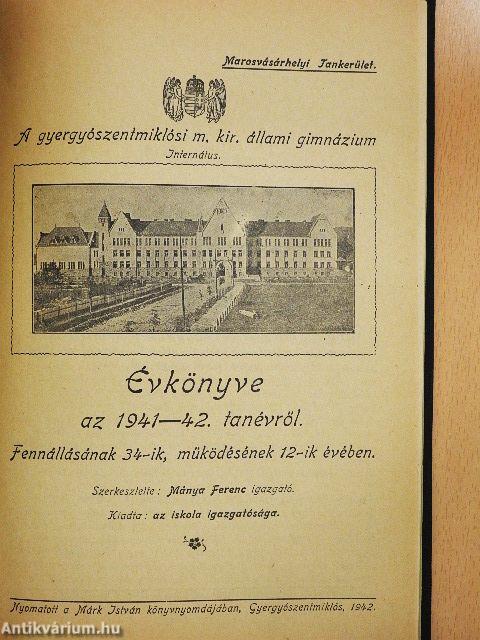 Marosvásárhelyi Tankerület.
A gyergyószentmiklósi m. kir. állami gimnázium
Internátus.
Évkönyve
az 1941—42. tanévről.
Fennállásának 34-ik, működésének 12-ik évében.
Szerkesztette : Mánya Ferenc igazgató.
Kiadta : az iskola igazgatósága.
Nyomatott a Márk István könyvnyomdájában, Gyergyószentmiklós, 1942.
Antikvárium.hu